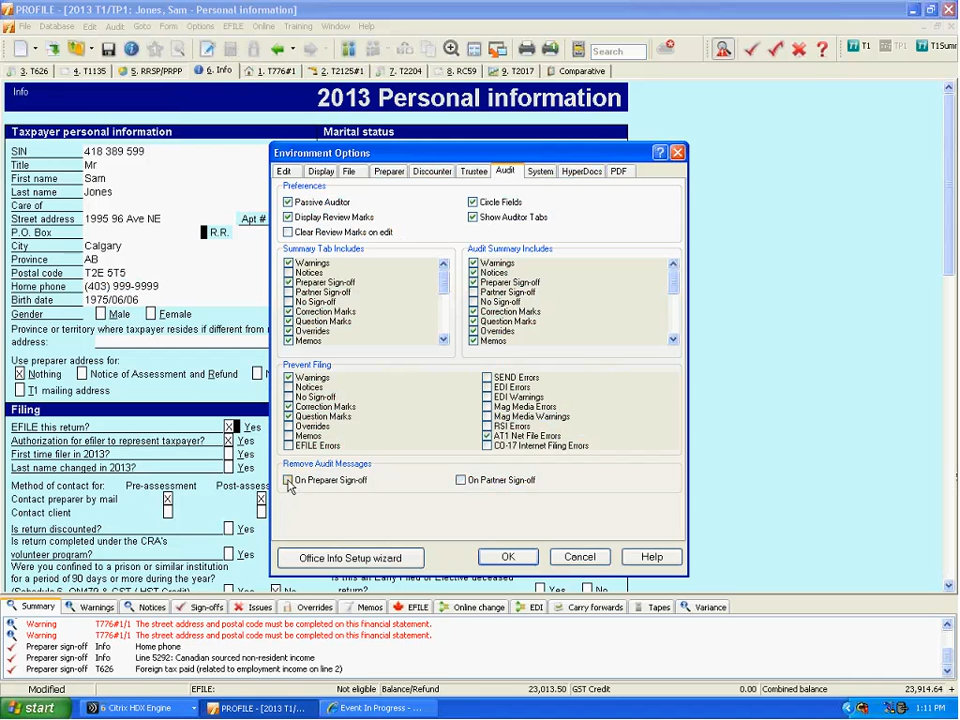 PROFILE - [2013 T1/TP1: Jones, Sam - Personal information]
File Database Edit Audit Goto Form Options EFILE Online Training Window Help
Search T1 TP1 T1Sum
3. T626 4. T1135 5. RRSP/PRPP 6. Info 1. T776#1 2. T2125#1 7. T2204 8. RC59 9. T2017 Comparative
Info 2013 Personal information
Taxpayer personal information Marital status
SIN 418 389 599
Title Mr
First name Sam
Last name Jones
Care of
Street address 1995 96 Ave NE Apt #
P.O. Box R.R.
City Calgary
Province AB
Postal code T2E 5T5
Home phone (403) 999-9999
Birth date 1975/06/06
Gender Male Female
Province or territory where taxpayer resides if different from
address:
Use preparer address for:
X Nothing Notice of Assessment and Refund
T1 mailing address
Filing
EFILE this return? X Yes
Authorization for efiler to represent taxpayer? X Yes
First time filer in 2013? Yes
Last name changed in 2013? Yes
Method of contact for: Pre-assessment Post-asses
Contact preparer by mail X X
Contact client
Is return discounted? Yes
Is return completed under the CRA's
volunteer program? Yes
Were you confined to a prison or similar institution
for a period of 90 days or more during the year?
Yes X No
Yes No
Environment Options
Edit Display File Preparer Discounter Trustee Audit System HyperDocs PDF
Preferences
Passive Auditor Circle Fields
Display Review Marks Show Auditor Tabs
Clear Review Marks on edit
Summary Tab Includes Audit Summary Includes
Warnings Warnings
Notices Notices
Preparer Sign-off Preparer Sign-off
Partner Sign-off Partner Sign-off
No Sign-off No Sign-off
Correction Marks Correction Marks
Question Marks Question Marks
Overrides Overrides
Memos Memos
Prevent Filing
Warnings SEND Errors
Notices EDI Errors
No Sign-off EDI Warnings
Correction Marks Mag Media Errors
Question Marks Mag Media Warnings
Overrides RSI Errors
Memos AT1 Net File Errors
EFILE Errors CO-17 Internet Filing Errors
Remove Audit Messages
On Preparer Sign-off On Partner Sign-off
Office Info Setup wizard OK Cancel Help
Summary Warnings Notices Sign-offs Issues Overrides Memos EFILE Online change EDI Carry forwards Tapes Variance
Warning T776#1/1 The street address and postal code must be completed on this financial statement.
Warning T776#1/1 The street address and postal code must be completed on this financial statement.
Preparer sign-off Info Home phone
Preparer sign-off Info Line 5292: Canadian sourced non-resident income
Preparer sign-off T626 Foreign tax paid (related to employment income on line 2)
Modified EFILE: Not eligible Balance/Refund 23,013.50 GST Credit 0.00 Combined balance 23,914.64
start 6 Citrix HDX Engine PROFILE - [2013 T1/... Event In Progress - ... 1:11 PM